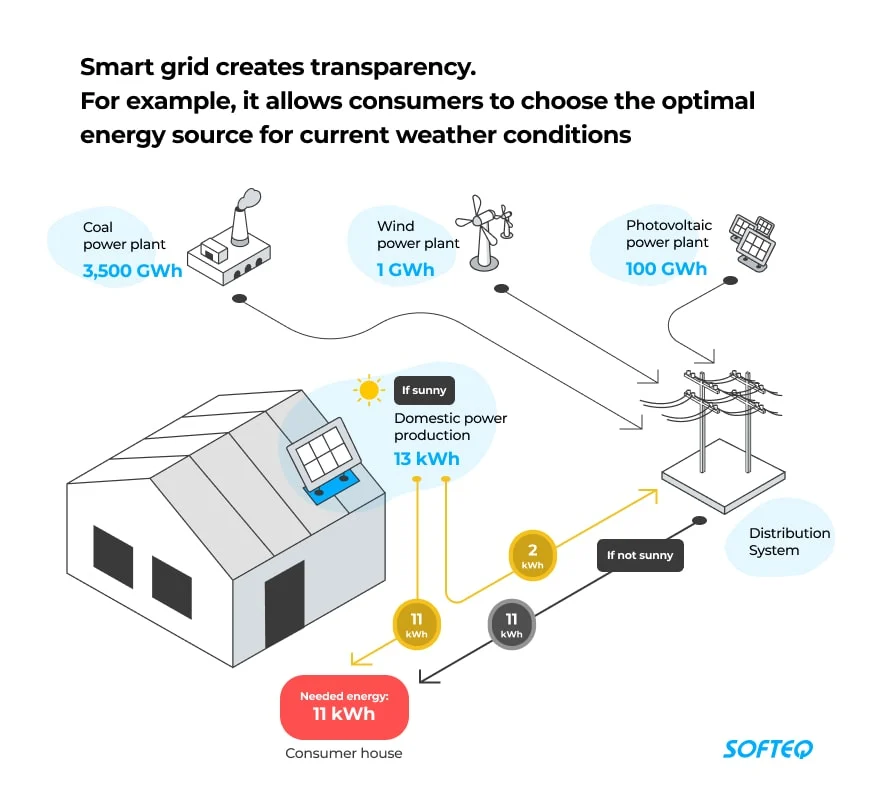 Smart grid creates transparency.
For example, it allows consumers to choose the optimal
energy source for current weather conditions
Coal
power plant
3,500 GWh
Wind
power plant
1 GWh
Photovoltaic
power plant
100 GWh
If sunny
Domestic power
production
13 kWh
Distribution
System
2
kWh
If not sunny
11
kWh
11
kWh
Needed energy:
11 kWh
Consumer house
SOFTEQ